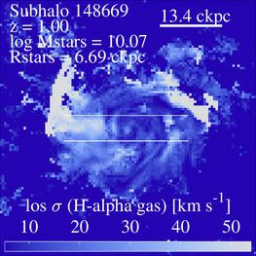 Subhalo 148669
13.4 ckpc
z = 1.00
log Mstars = 10.07
Rstars = 6.69 ckpc
los σ (H-alpha gas) [km s⁻¹]
10 20 30 40 50